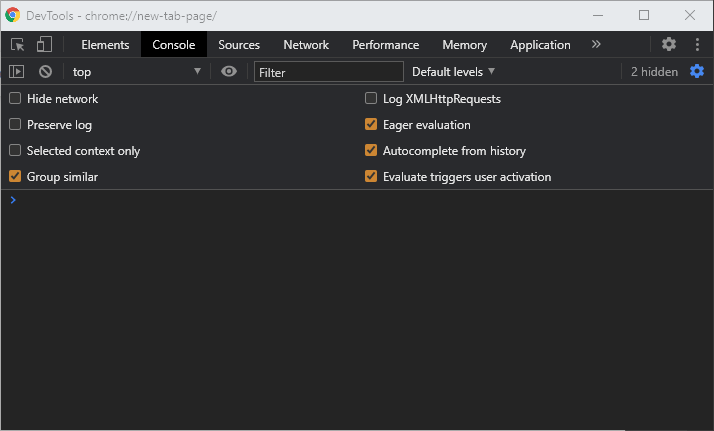 DevTools - chrome://new-tab-page/
Elements Console Sources Network Performance Memory Application »
top Filter Default levels 2 hidden
Hide network Log XMLHttpRequests
Preserve log Eager evaluation
Selected context only Autocomplete from history
Group similar Evaluate triggers user activation